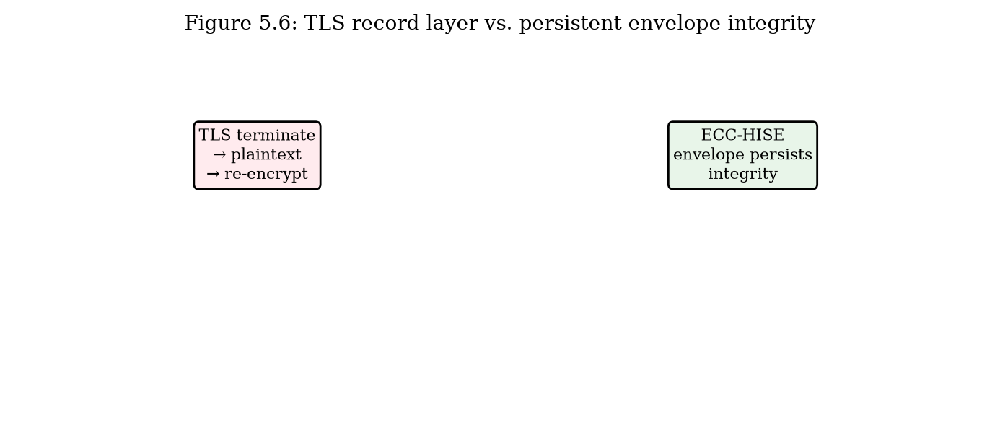 Figure 5.6: TLS record layer vs. persistent envelope integrity
TLS terminate
→ plaintext
→ re-encrypt
ECC-HISE
envelope persists
integrity